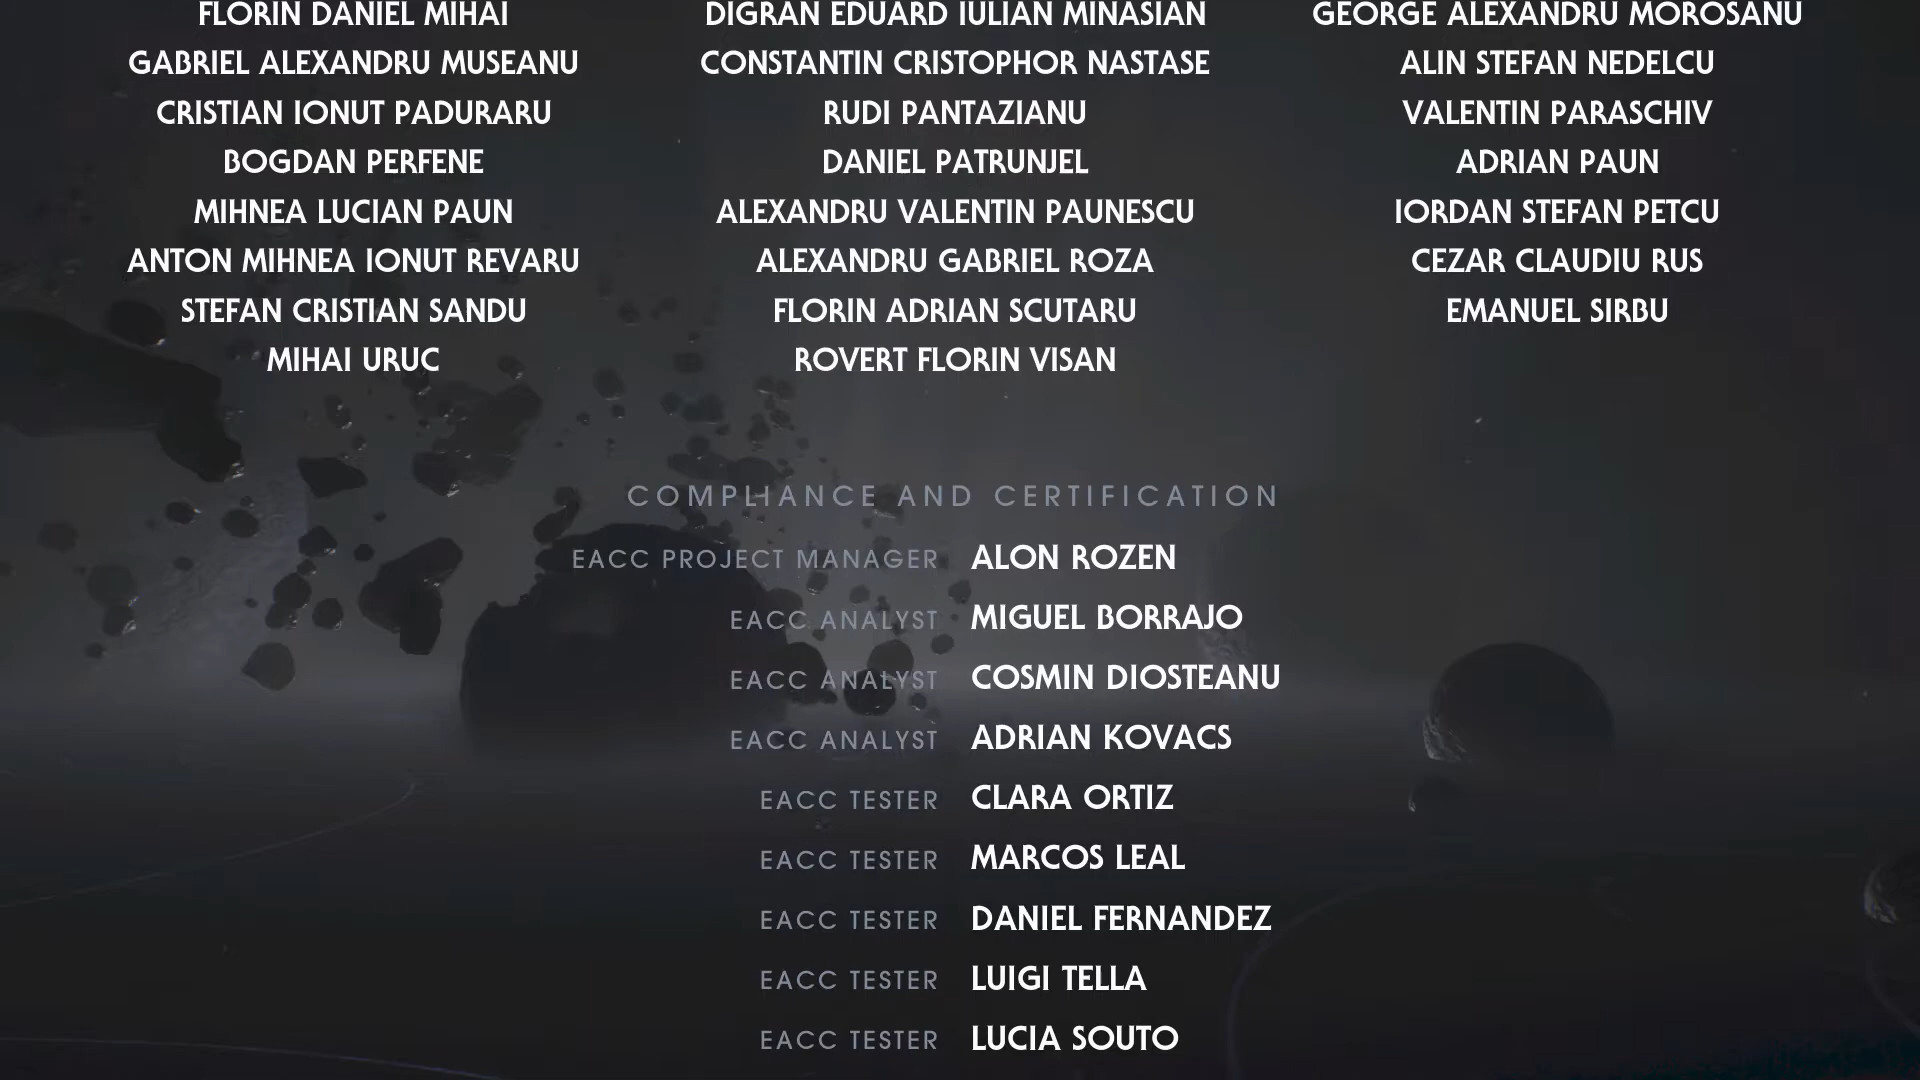 FLORIN DANIEL MIHAI DIGRAN EDUARD IULIAN MINASIAN GEORGE ALEXANDRU MOROSANU
GABRIEL ALEXANDRU MUSEANU CONSTANTIN CRISTOPHOR NASTASE ALIN STEFAN NEDELCU
CRISTIAN IONUT PADURARU RUDI PANTAZIANU VALENTIN PARASCHIV
BOGDAN PERFENE DANIEL PATRUNJEL ADRIAN PAUN
MIHNEA LUCIAN PAUN ALEXANDRU VALENTIN PAUNESCU IORDAN STEFAN PETCU
ANTON MIHNEA IONUT REVARU ALEXANDRU GABRIEL ROZA CEZAR CLAUDIU RUS
STEFAN CRISTIAN SANDU FLORIN ADRIAN SCUTARU EMANUEL SIRBU
MIHAI URUC ROVERT FLORIN VISAN
COMPLIANCE AND CERTIFICATION
EACC PROJECT MANAGER ALON ROZEN
EACC ANALYST MIGUEL BORRAJO
EACC ANALYST COSMIN DIOSTEANU
EACC ANALYST ADRIAN KOVACS
EACC TESTER CLARA ORTIZ
EACC TESTER MARCOS LEAL
EACC TESTER DANIEL FERNANDEZ
EACC TESTER LUIGI TELLA
EACC TESTER LUCIA SOUTO